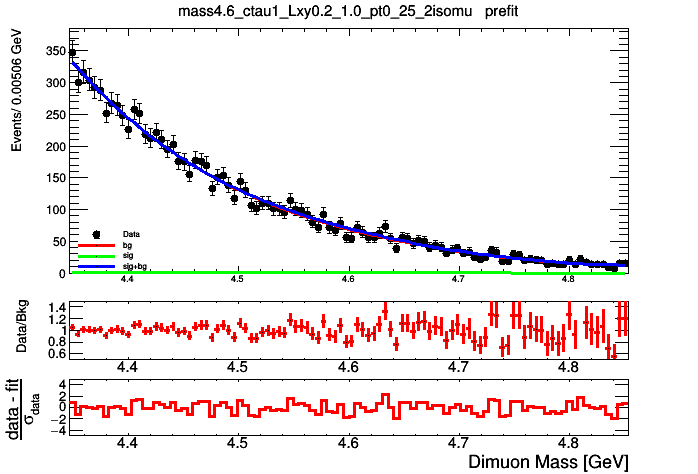 mass4.6_ctau1_Lxy0.2_1.0_pt0_25_2isomu prefit
Events/ 0.00506 GeV
350
300
250
200
150
100
50
0
Data
bg
sig
sig+bg
4.4 4.5 4.6 4.7 4.8
Data/Bkg
1.4
1.2
1
0.8
0.6
4.4 4.5 4.6 4.7 4.8
data - fit
σdata
4
2
0
−2
−4
4.4 4.5 4.6 4.7 4.8
Dimuon Mass [GeV]